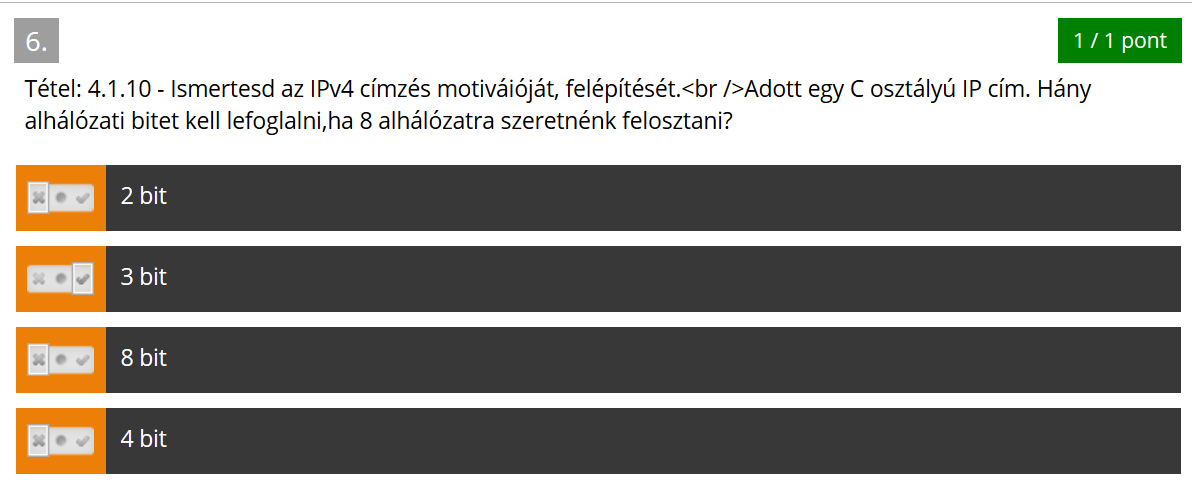 6.
1 / 1 pont
Tétel: 4.1.10 - Ismertesd az IPv4 címzés motiváióját, felépítését.<br />Adott egy C osztályú IP cím. Hány
alhálózati bitet kell lefoglalni,ha 8 alhálózatra szeretnénk felosztani?
2 bit
3 bit
8 bit
4 bit